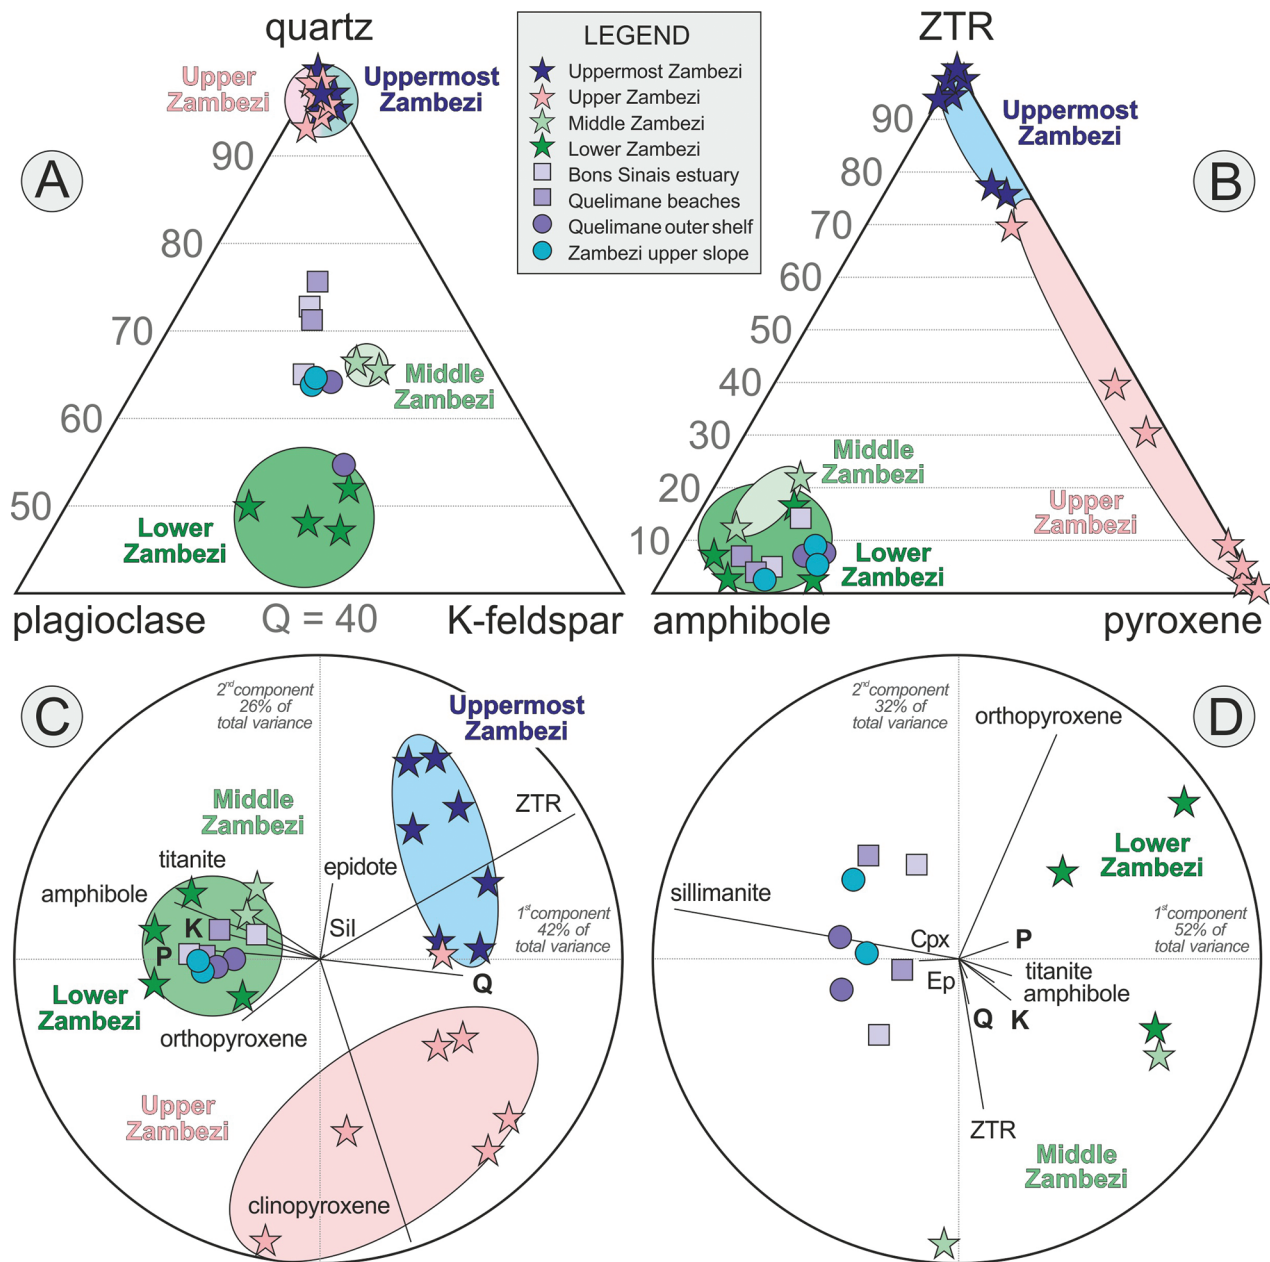 quartz
Upper
Zambezi
Uppermost
Zambezi
A
90
80
70
60
50
Middle
Zambezi
Lower
Zambezi
plagioclase
Q = 40
K-feldspar
LEGEND
Uppermost Zambezi
Upper Zambezi
Middle Zambezi
Lower Zambezi
Bons Sinais estuary
Quelimane beaches
Quelimane outer shelf
Zambezi upper slope
ZTR
Uppermost
Zambezi
B
90
80
70
60
50
40
30
20
10
Middle
Zambezi
Upper
Zambezi
Lower
Zambezi
amphibole
pyroxene
C
2nd component
26% of
total variance
Uppermost
Zambezi
ZTR
Middle
Zambezi
titanite
epidote
amphibole
K
Sil
1st component
42% of
total variance
P
Q
Lower
Zambezi
orthopyroxene
Upper
Zambezi
clinopyroxene
D
2nd component
32% of
total variance
orthopyroxene
Lower
Zambezi
sillimanite
1st component
52% of
total variance
Cpx
P
Ep
titanite
amphibole
Q
K
ZTR
Middle
Zambezi